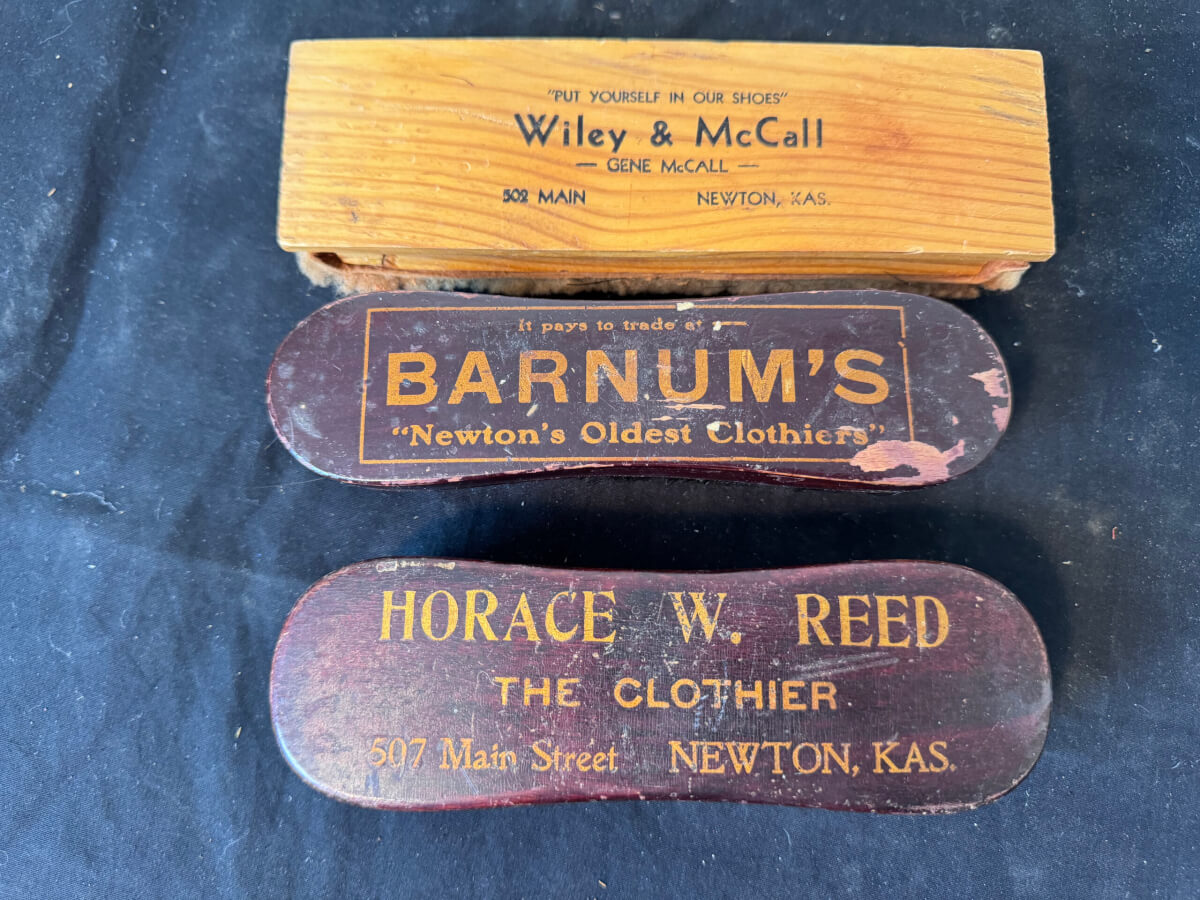 "PUT YOURSELF IN OUR SHOES"
Wiley & McCall
— GENE McCALL —
502 MAIN NEWTON, KAS.
It pays to trade at
BARNUM'S
"Newton's Oldest Clothiers"
HORACE W. REED
THE CLOTHIER
507 Main Street NEWTON, KAS.